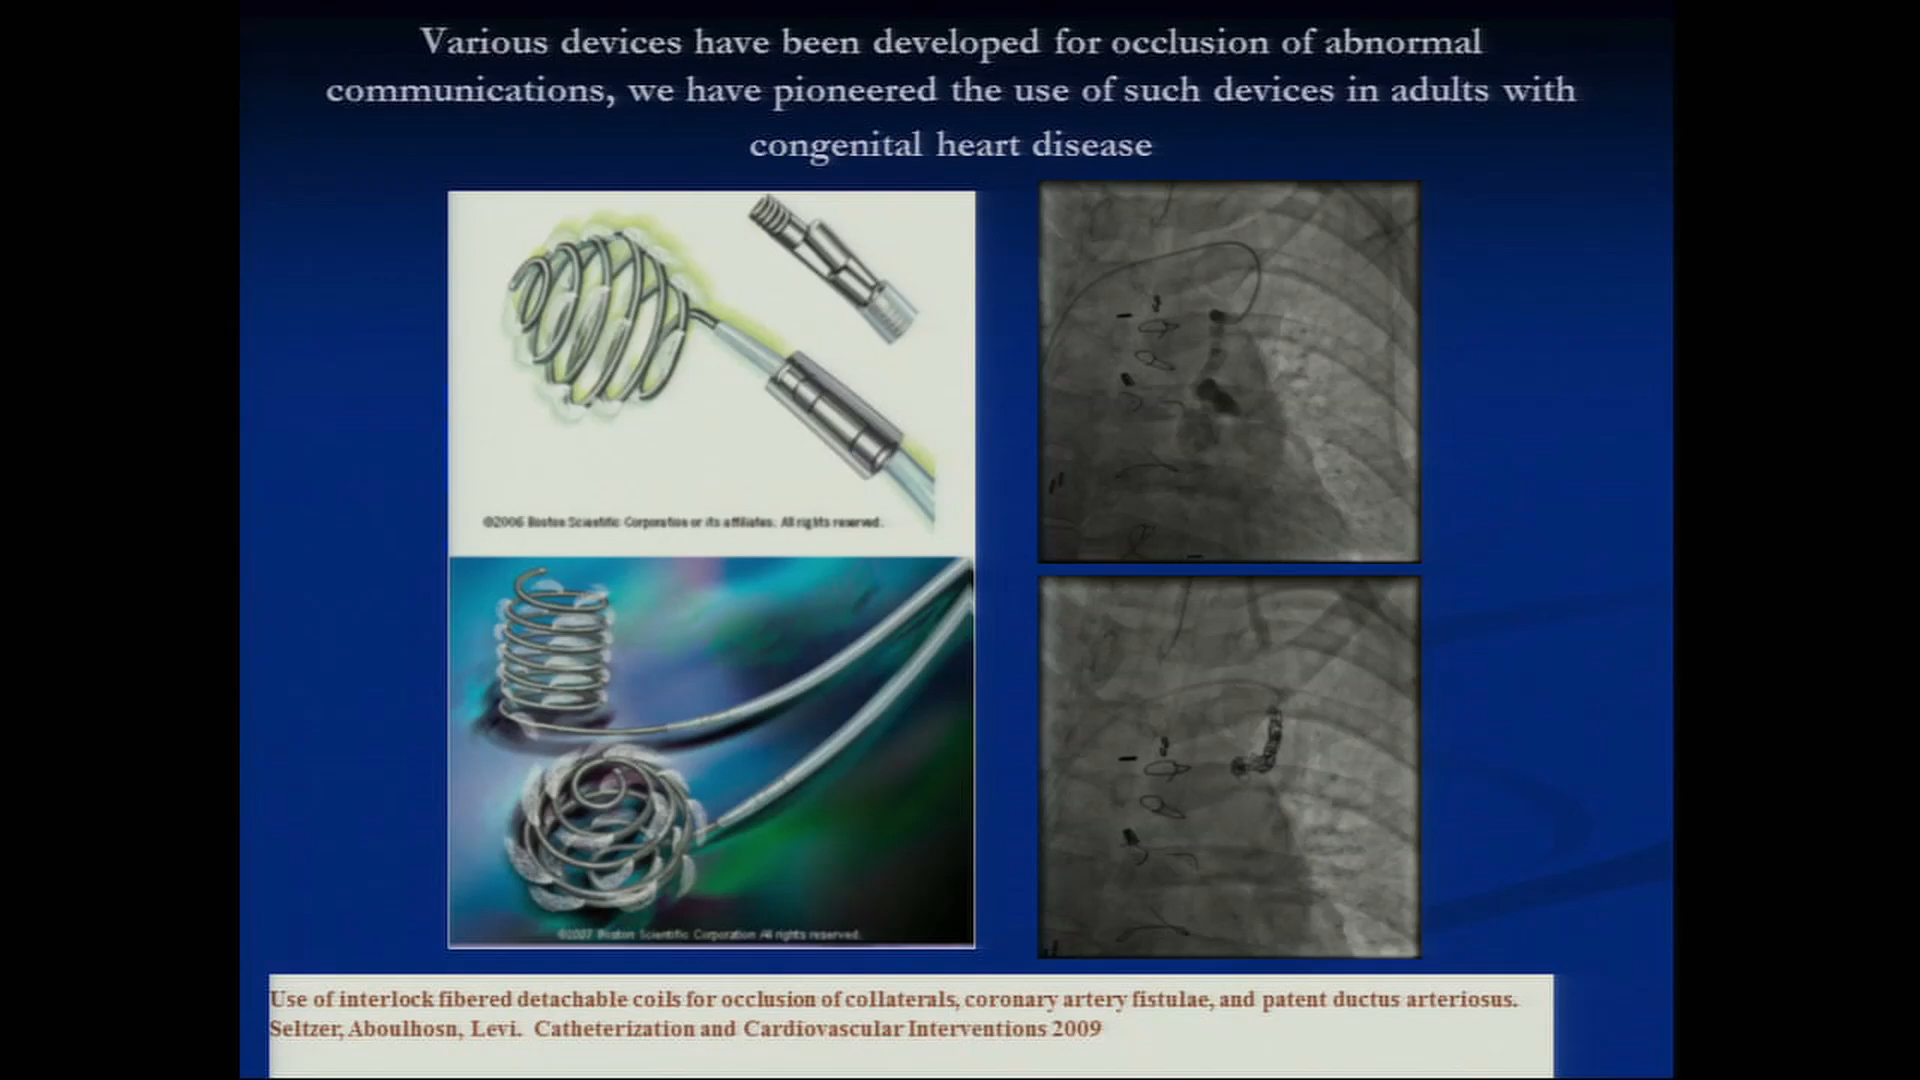 Various devices have been developed for occlusion of abnormal
communications, we have pioneered the use of such devices in adults with
congenital heart disease
©2006 Boston Scientific Corporation or its affiliates. All rights reserved.
©2007 Boston Scientific Corporation All rights reserved.
Use of interlock fibered detachable coils for occlusion of collaterals, coronary artery fistulae, and patent ductus arteriosus.
Seltzer, Aboulhosn, Levi.  Catheterization and Cardiovascular Interventions 2009